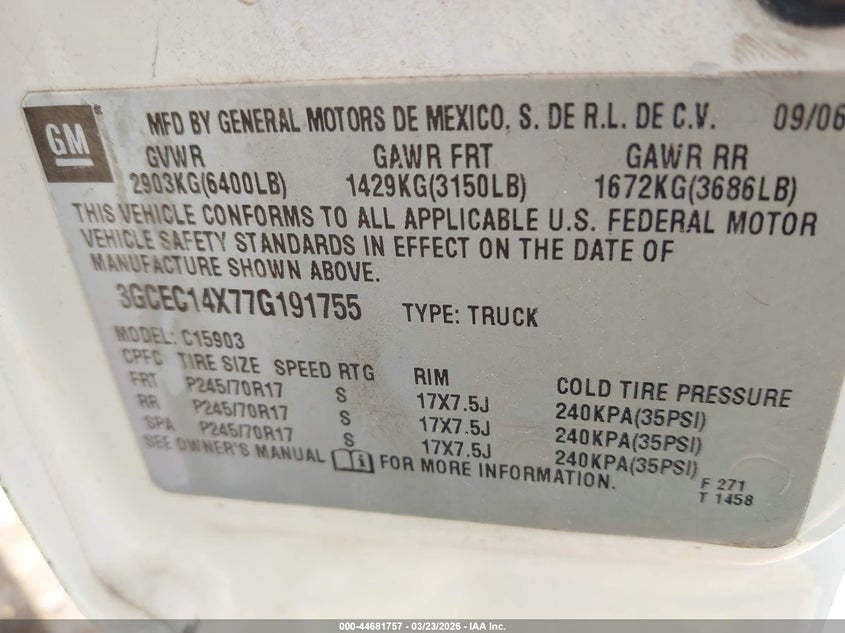 GM
MFD BY GENERAL MOTORS DE MEXICO, S. DE R.L. DE C.V. 09/06
GVWR GAWR FRT GAWR RR
2903KG(6400LB) 1429KG(3150LB) 1672KG(3686LB)
THIS VEHICLE CONFORMS TO ALL APPLICABLE U.S. FEDERAL MOTOR
VEHICLE SAFETY STANDARDS IN EFFECT ON THE DATE OF
MANUFACTURE SHOWN ABOVE.
3GCEC14X77G191755 TYPE: TRUCK
MODEL: C15903
CPFC TIRE SIZE SPEED RTG RIM COLD TIRE PRESSURE
FRT P245/70R17 S 17X7.5J 240KPA(35PSI)
RR P245/70R17 S 17X7.5J 240KPA(35PSI)
SPA P245/70R17 S 17X7.5J 240KPA(35PSI)
SEE OWNER'S MANUAL FOR MORE INFORMATION.
F 271
T 1458
000-44681757 - 03/23/2026 - IAA Inc.